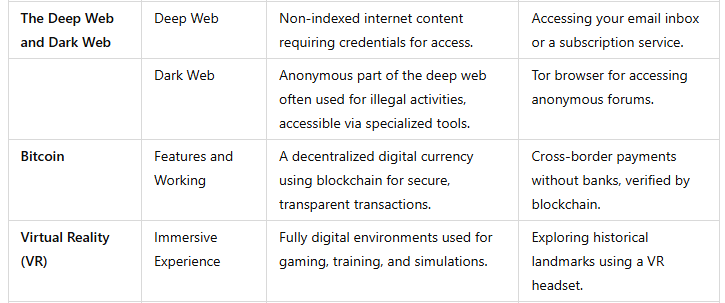 The Deep Web and Dark Web
Deep Web
Non-indexed internet content requiring credentials for access.
Accessing your email inbox or a subscription service.
Dark Web
Anonymous part of the deep web often used for illegal activities, accessible via specialized tools.
Tor browser for accessing anonymous forums.
Bitcoin
Features and Working
A decentralized digital currency using blockchain for secure, transparent transactions.
Cross-border payments without banks, verified by blockchain.
Virtual Reality (VR)
Immersive Experience
Fully digital environments used for gaming, training, and simulations.
Exploring historical landmarks using a VR headset.